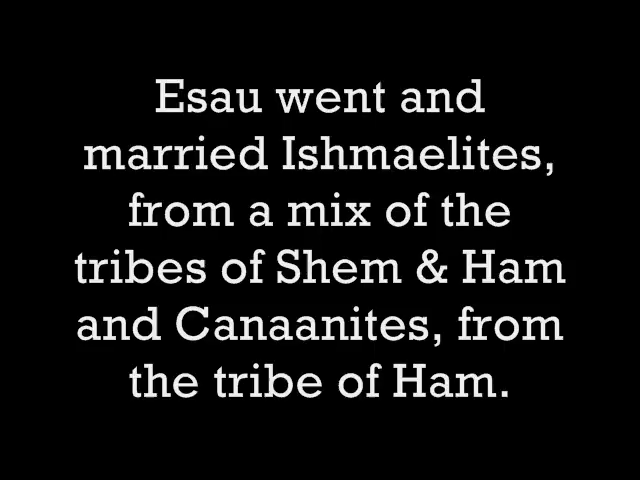 Esau went and
married Ishmaelites,
from a mix of the
tribes of Shem & Ham
and Canaanites, from
the tribe of Ham.